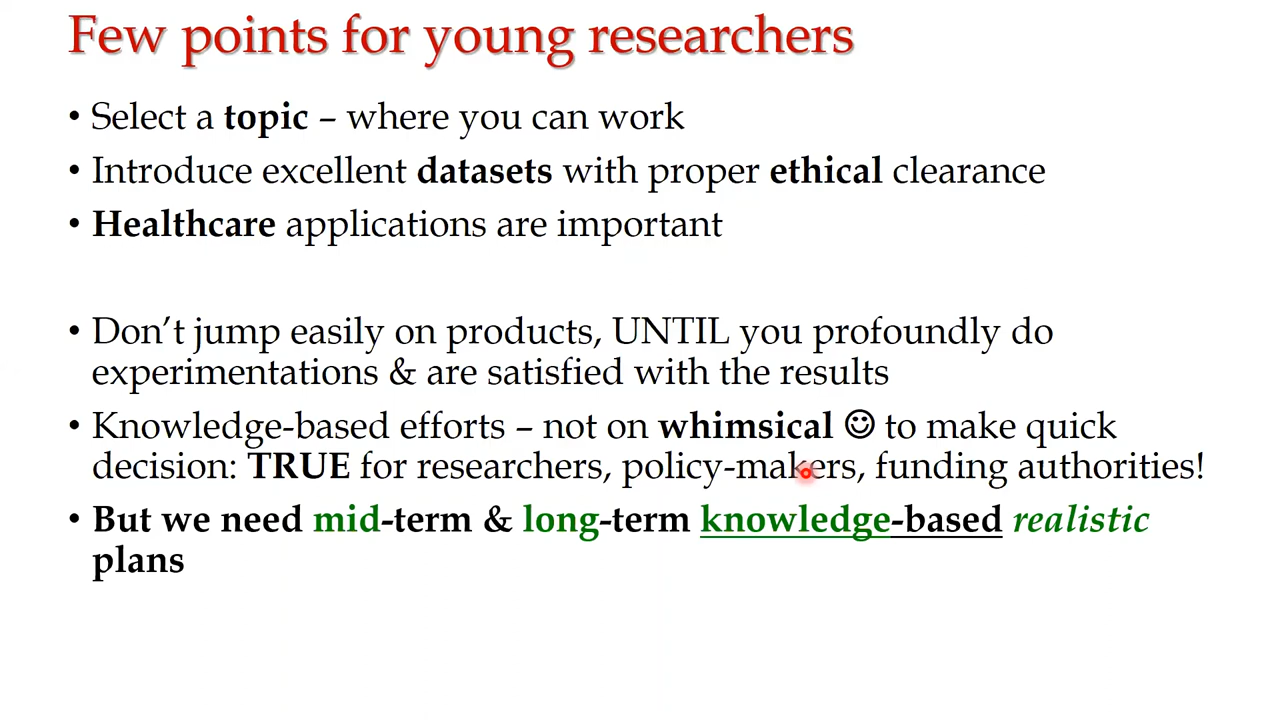 Few points for young researchers
• Select a topic – where you can work
• Introduce excellent datasets with proper ethical clearance
• Healthcare applications are important
• Don’t jump easily on products, UNTIL you profoundly do
experimentations & are satisfied with the results
• Knowledge-based efforts – not on whimsical ☺ to make quick
decision: TRUE for researchers, policy-makers, funding authorities!
• But we need mid-term & long-term knowledge-based realistic
plans